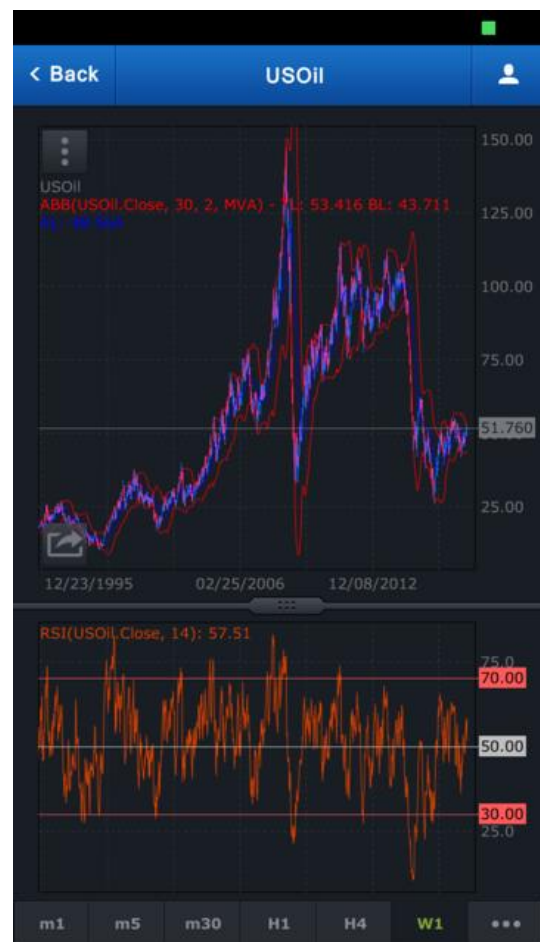 < Back USOil
150.00
USOil
ABB(USOil.Close, 30, 2, MVA) - TL: 53.416 BL: 43.711
125.00
100.00
75.00
51.760
25.00
12/23/1995 02/25/2006 12/08/2012
RSI(USOil.Close, 14): 57.51
75.0
70.00
50.00
30.00
25.0
m1 m5 m30 H1 H4 W1